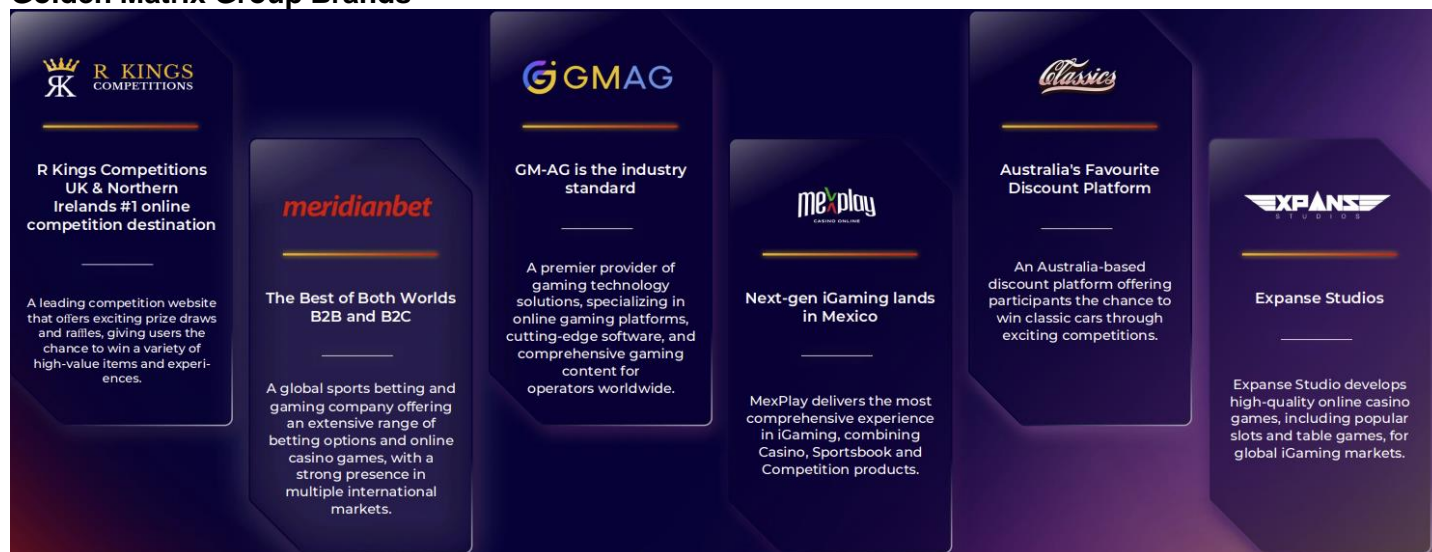 Golden Matrix Group Brands
RK
R KINGS
COMPETITIONS
R Kings Competitions
UK & Northern
Irelands #1 online
competition destination
A leading competition website
that offers exciting prize draws
and raffles, giving users the
chance to win a variety of
high-value items and experi-
ences.
meridianbet
The Best of Both Worlds
B2B and B2C
A global sports betting and
gaming company offering
an extensive range of
betting options and online
casino games, with a
strong presence in
multiple international
markets.
GMAG
GM-AG is the industry
standard
A premier provider of
gaming technology
solutions, specializing in
online gaming platforms,
cutting-edge software, and
comprehensive gaming
content for
operators worldwide.
mexplay
CASINO ONLINE
Next-gen iGaming lands
in Mexico
MexPlay delivers the most
comprehensive experience
in iGaming, combining
Casino, Sportsbook and
Competition products.
Classics
Australia's Favourite
Discount Platform
An Australia-based
discount platform offering
participants the chance to
win classic cars through
exciting competitions.
EXPANSE
STUDIOS
Expanse Studios
Expanse Studio develops
high-quality online casino
games, including popular
slots and table games, for
global iGaming markets.